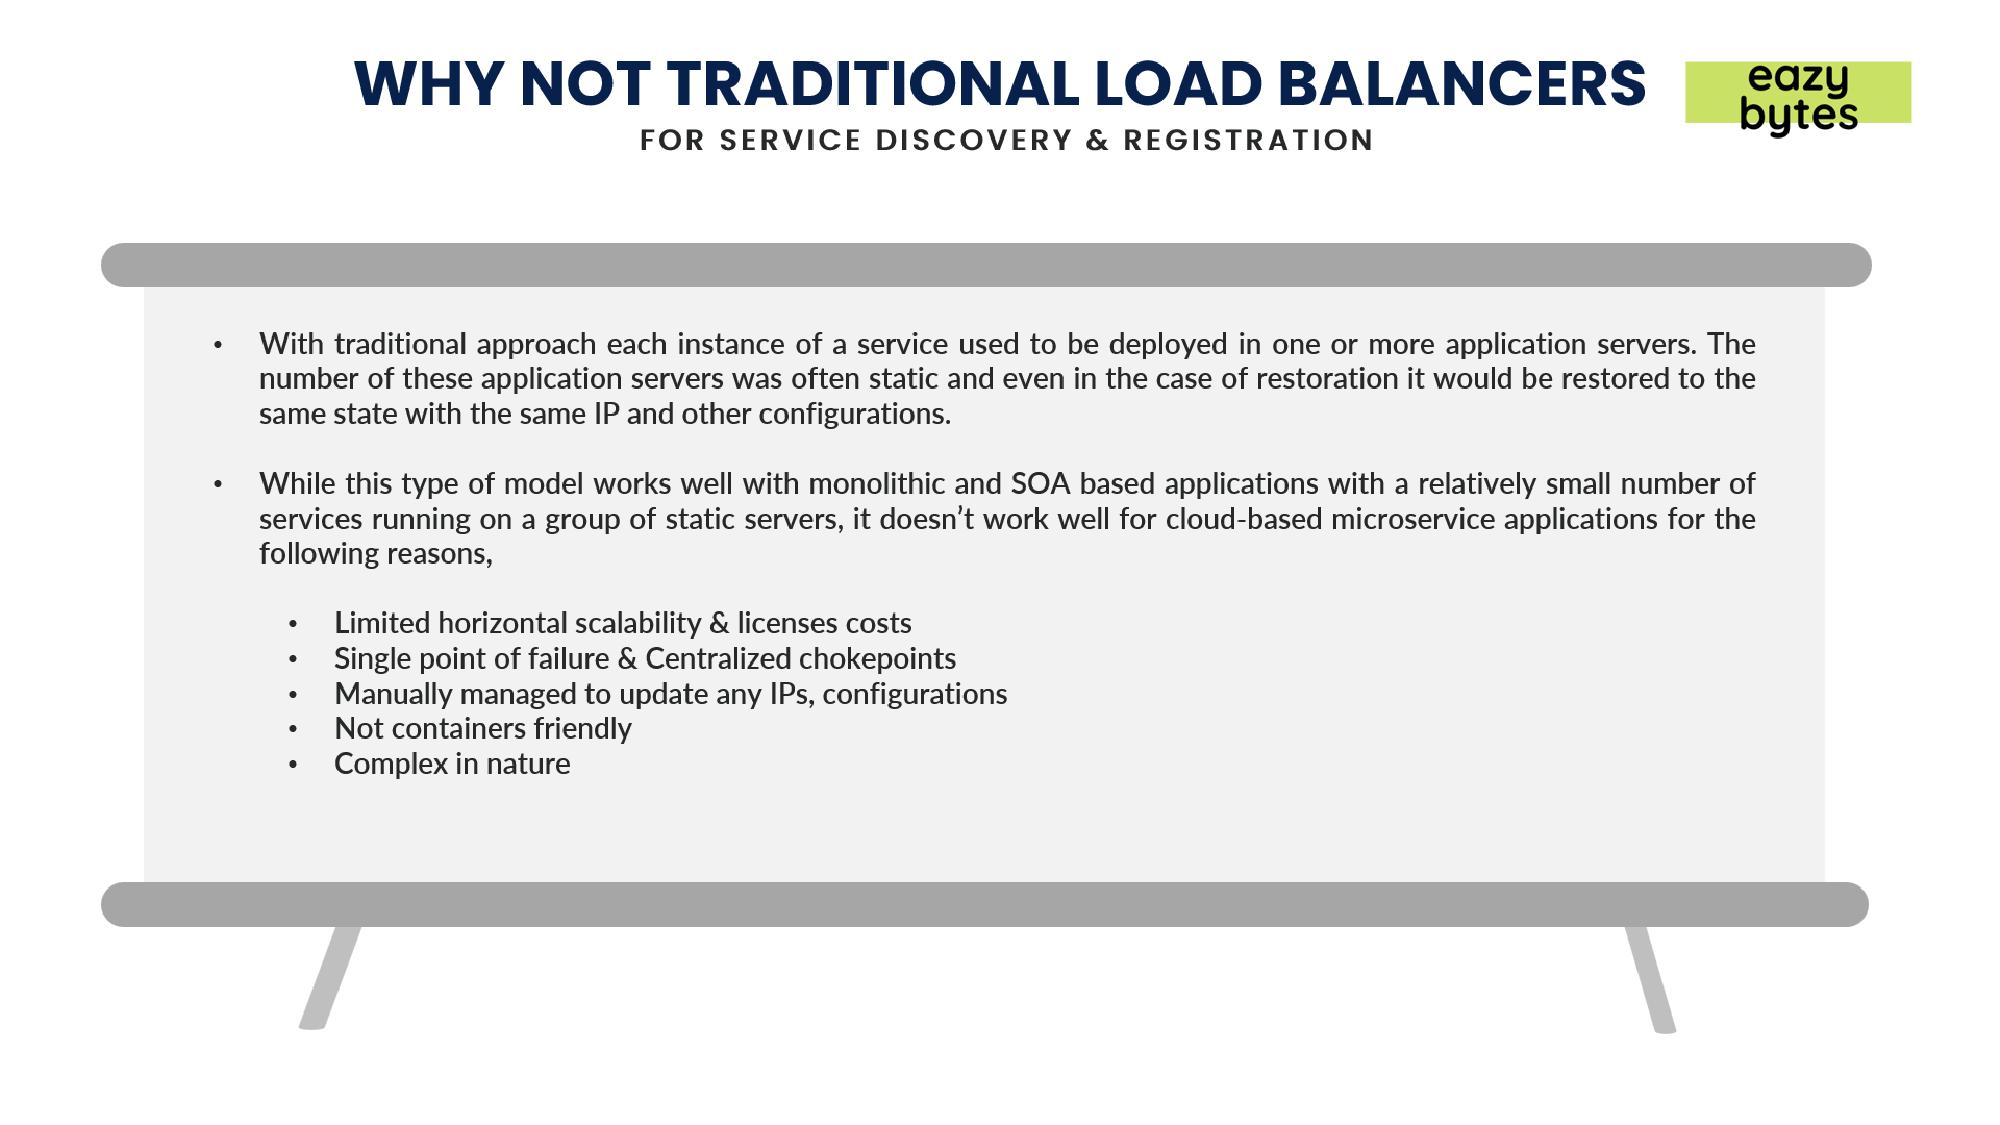 WHY NOT TRADITIONAL LOAD BALANCERS
FOR SERVICE DISCOVERY & REGISTRATION
eazy
bytes
• With traditional approach each instance of a service used to be deployed in one or more application servers. The
number of these application servers was often static and even in the case of restoration it would be restored to the
same state with the same IP and other configurations.
• While this type of model works well with monolithic and SOA based applications with a relatively small number of
services running on a group of static servers, it doesn’t work well for cloud-based microservice applications for the
following reasons,
• Limited horizontal scalability & licenses costs
• Single point of failure & Centralized chokepoints
• Manually managed to update any IPs, configurations
• Not containers friendly
• Complex in nature